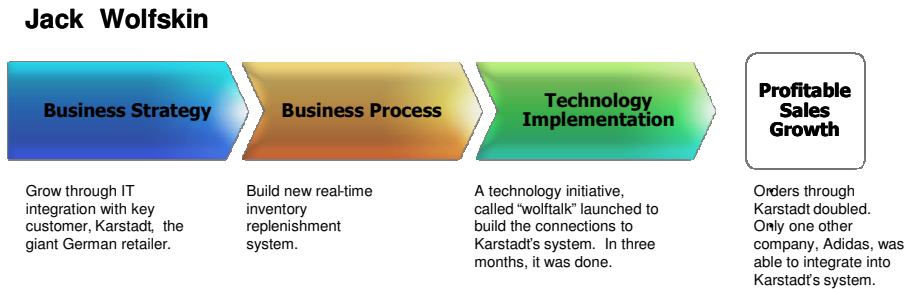 Jack Wolfskin
Business Strategy
Business Process
Technology
Implementation
Profitable
Sales
Growth
Grow through IT
integration with key
customer, Karstadt, the
giant German retailer.
Build new real-time
inventory
replenishment
system.
A technology initiative,
called “wolftalk” launched to
build the connections to
Karstadt’s system. In three
months, it was done.
• Orders through
Karstadt doubled.
• Only one other
company, Adidas, was
able to integrate into
Karstadt’s system.